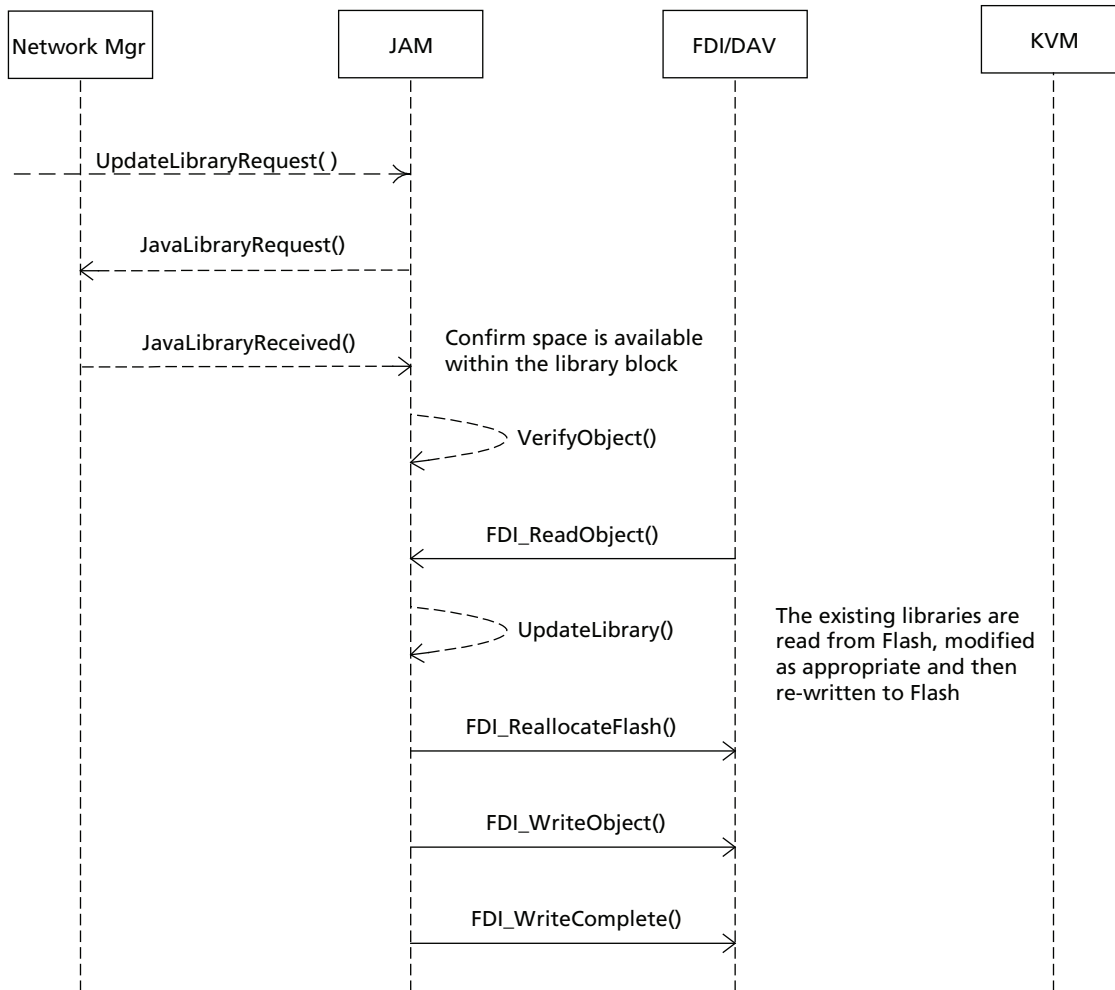 Network Mgr
JAM
FDI/DAV
KVM
UpdateLibraryRequest( )
JavaLibraryRequest()
JavaLibraryReceived()
Confirm space is available
within the library block
VerifyObject()
FDI_ReadObject()
UpdateLibrary()
The existing libraries are
read from Flash, modified
as appropriate and then
re-written to Flash
FDI_ReallocateFlash()
FDI_WriteObject()
FDI_WriteComplete()